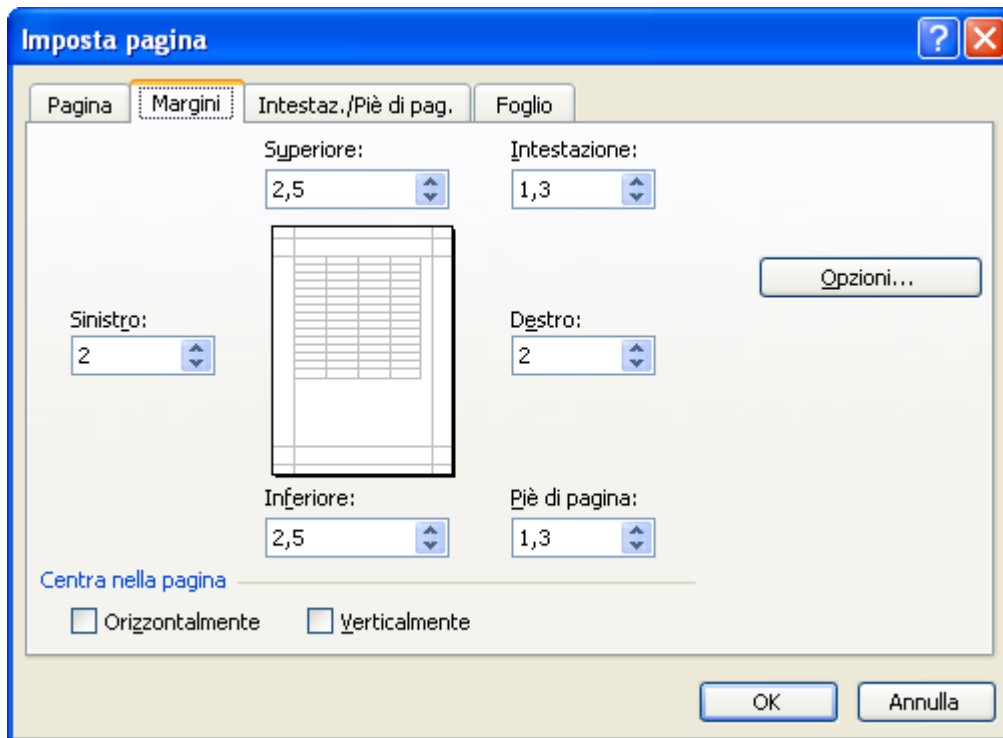 Imposta pagina
Pagina Margini Intestaz./Piè di pag. Foglio
Superiore: Intestazione:
2,5 1,3
Opzioni...
Sinistro: Destro:
2 2
Inferiore: Piè di pagina:
2,5 1,3
Centra nella pagina
Orizzontalmente Verticalmente
OK Annulla